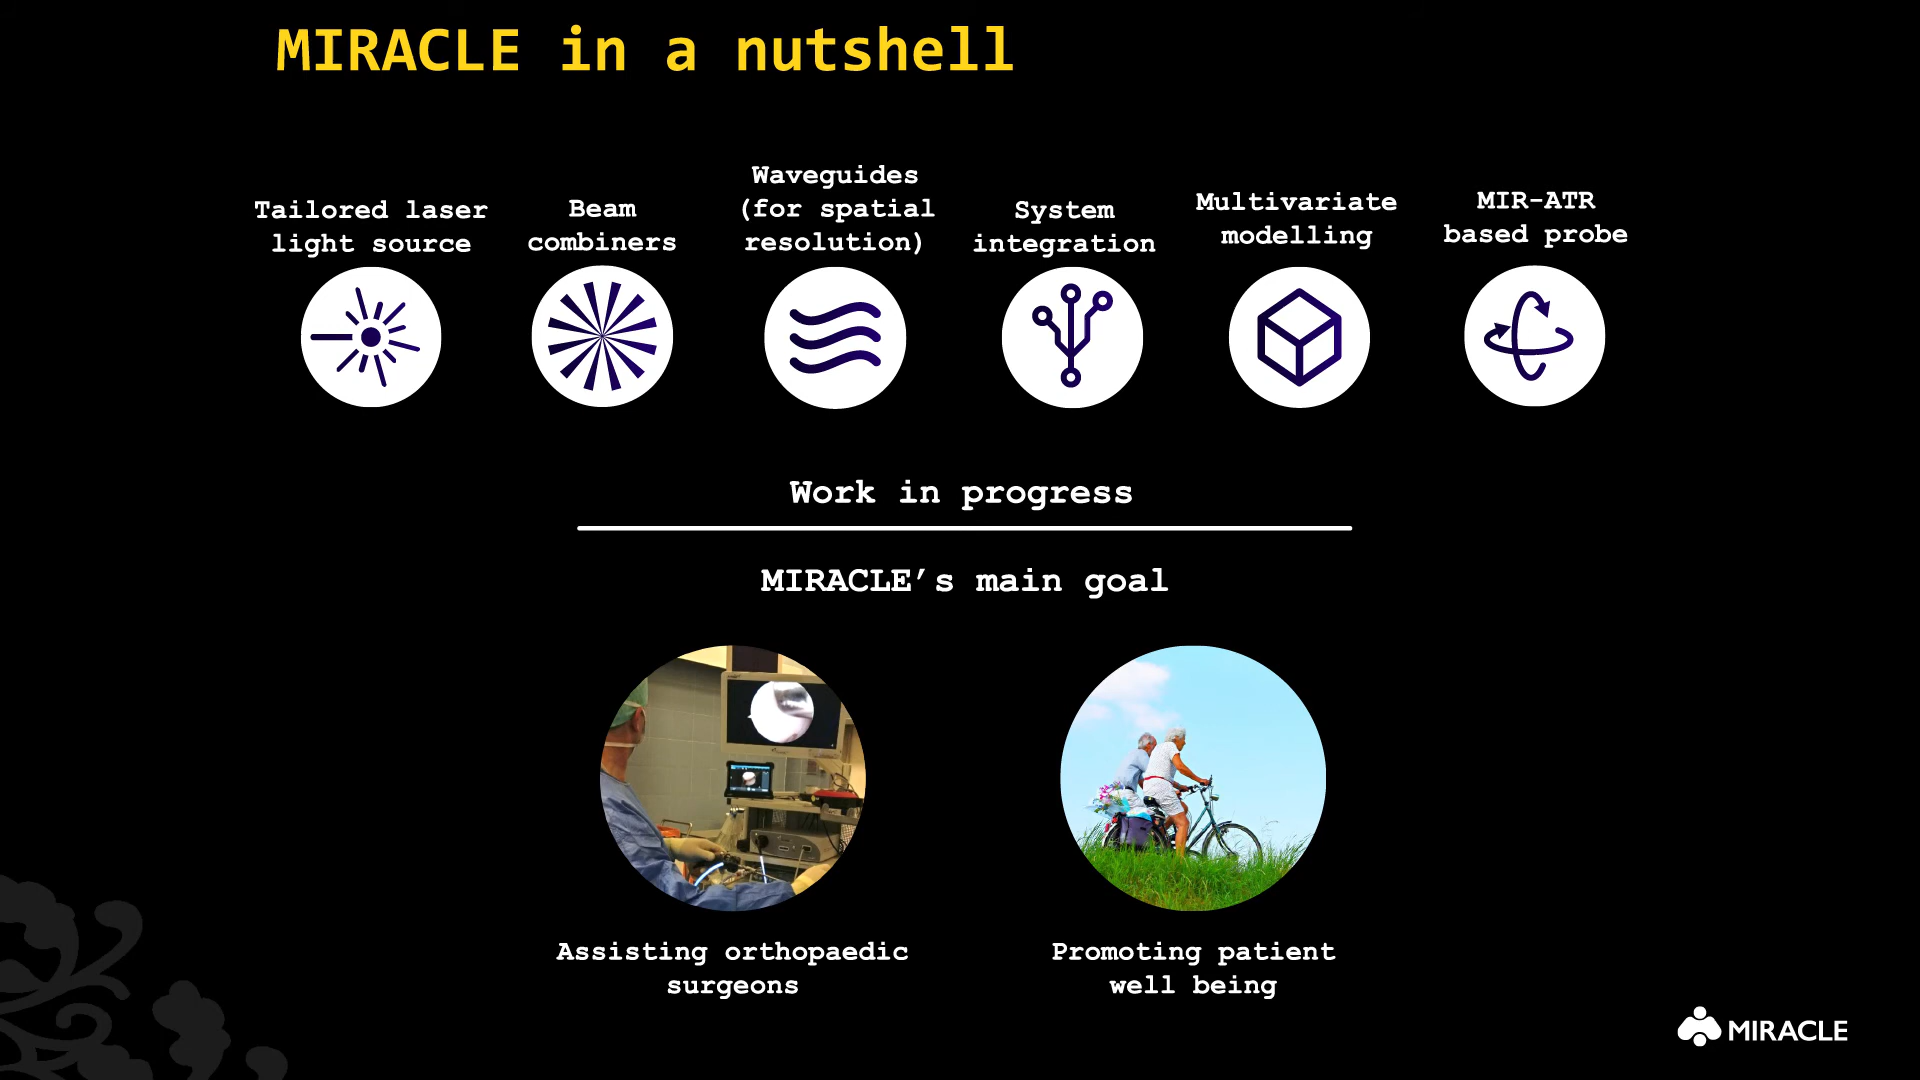 MIRACLE in a nutshell
Tailored laser
light source
Beam
combiners
Waveguides
(for spatial
resolution)
System
integration
Multivariate
modelling
MIR-ATR
based probe
Work in progress
MIRACLE’s main goal
Assisting orthopaedic
surgeons
Promoting patient
well being
MIRACLE